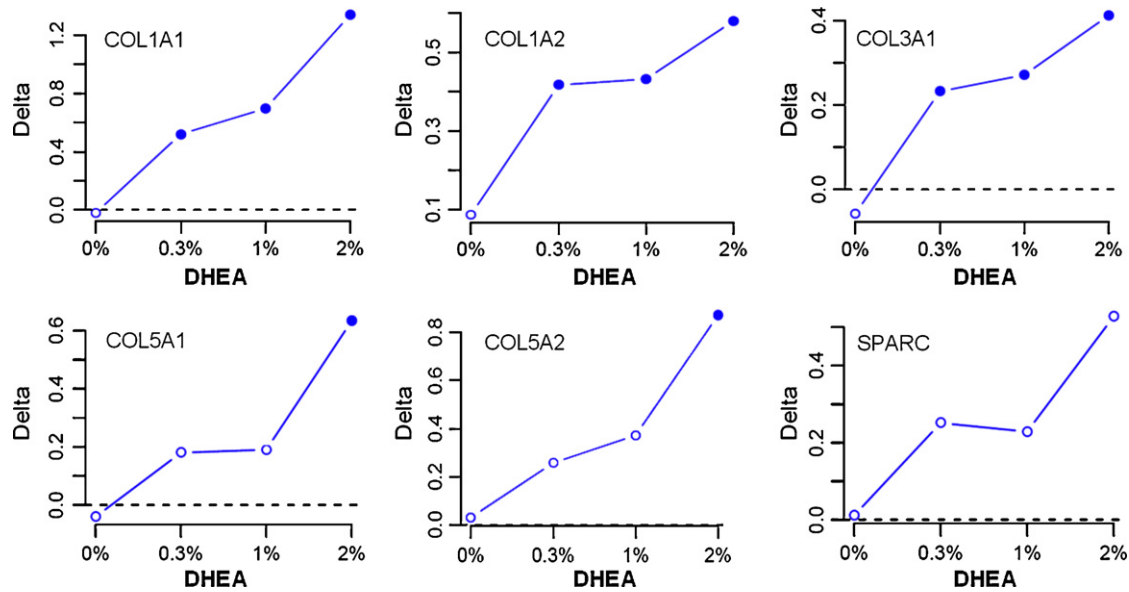 COL1A1
Delta
1.2
0.8
0.4
0.0
0% 0.3% 1% 2%
DHEA
COL1A2
Delta
0.5
0.3
0.1
0% 0.3% 1% 2%
DHEA
COL3A1
Delta
0.4
0.2
0.0
0% 0.3% 1% 2%
DHEA
COL5A1
Delta
0.6
0.4
0.2
0.0
0% 0.3% 1% 2%
DHEA
COL5A2
Delta
0.8
0.6
0.4
0.2
0.0
0% 0.3% 1% 2%
DHEA
SPARC
Delta
0.4
0.2
0.0
0% 0.3% 1% 2%
DHEA